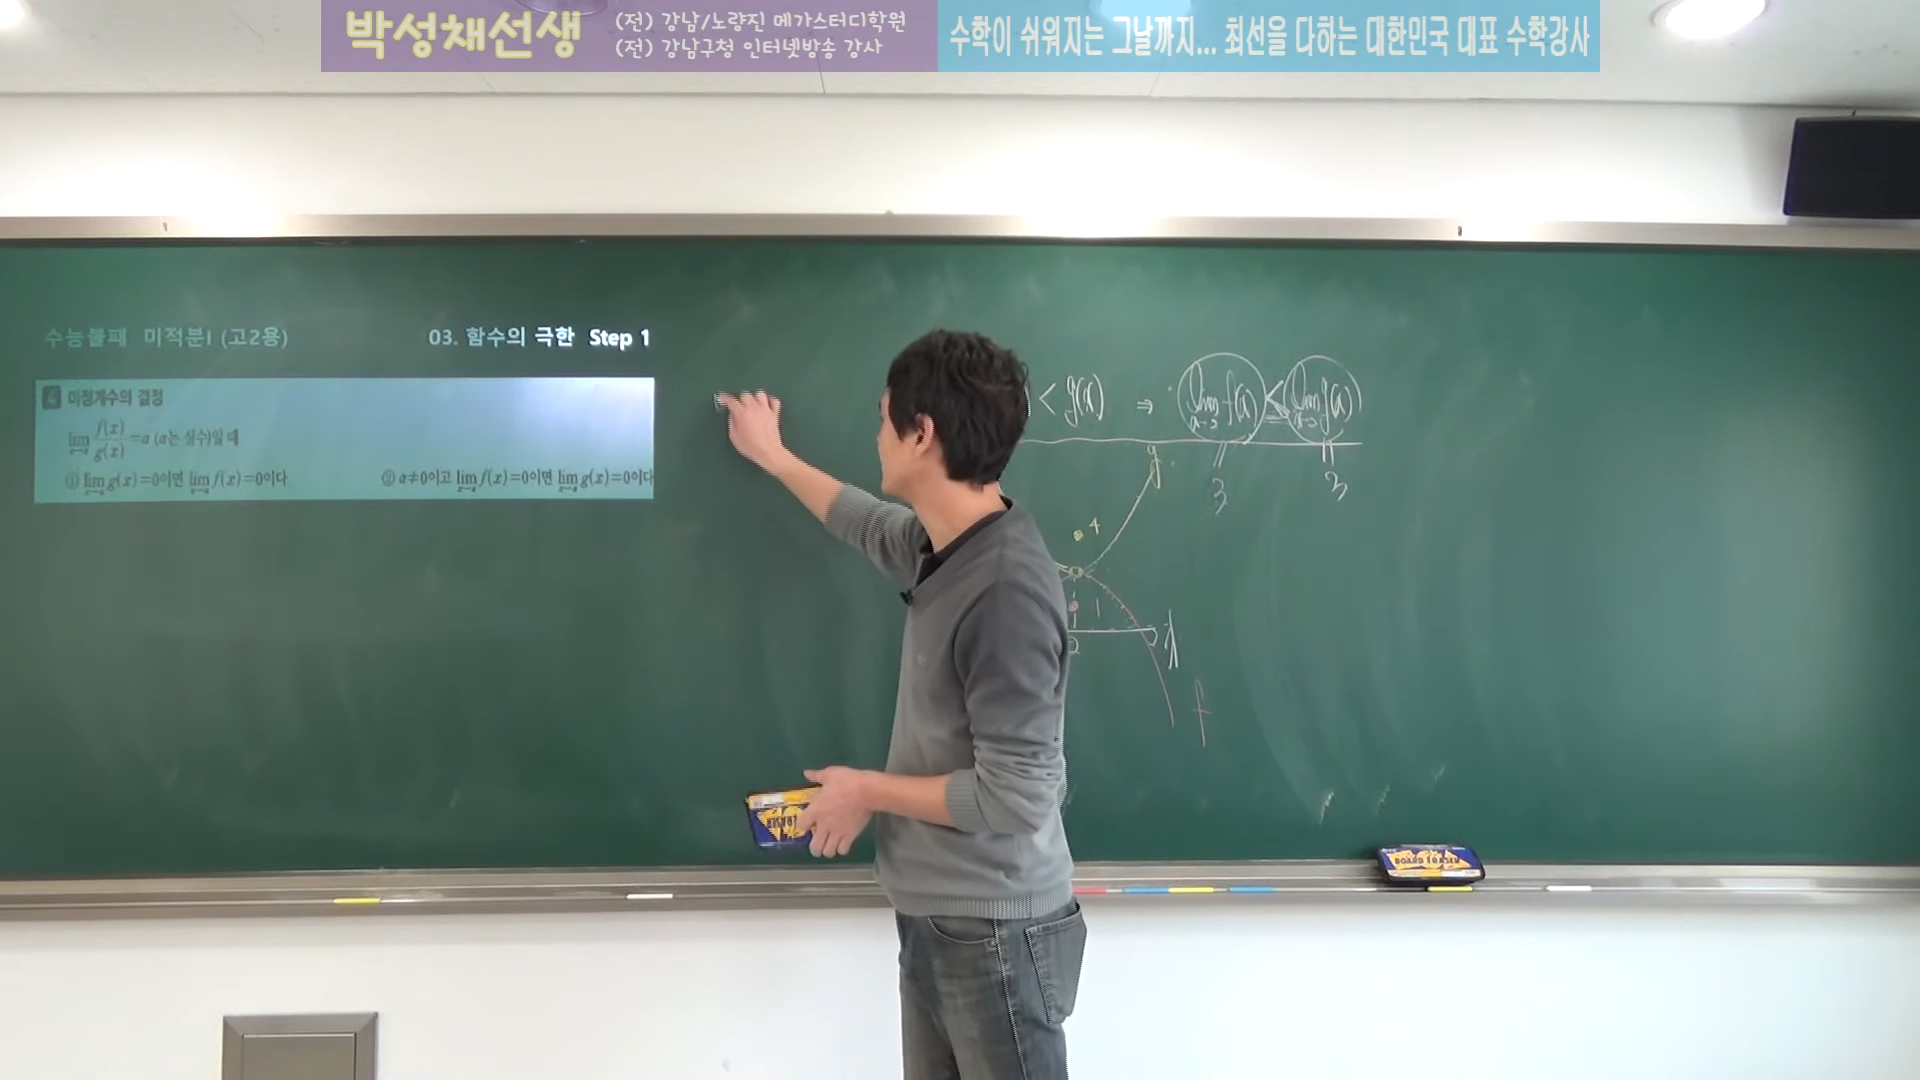 박성채선생
(전) 강남/노량진 메가스터디학원
(전) 강남구청 인터넷방송 강사
수학이 쉬워지는 그날까지... 최선을 다하는 대한민국 대표 수학강사
수능불패 미적분Ⅰ (고2용)
03. 함수의 극한 Step 1
4 미정계수의 결정
lim x→a f(x)/g(x) = α (α는 실수)일 때
① lim x→a g(x)=0이면 lim x→a f(x)=0이다
② α≠0이고 lim x→a f(x)=0이면 lim x→a g(x)=0이다
< g(x) ⇒ lim f(x) ≤ lim g(x)
3 3
g
4
1
2
x
f
BOARD ERASER